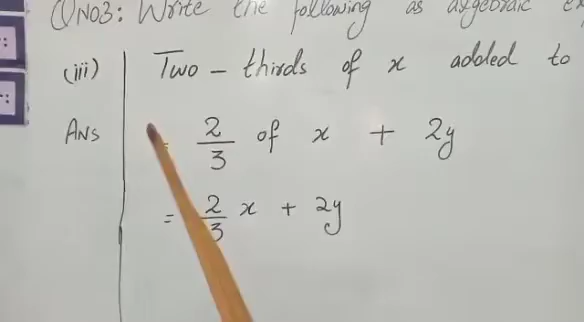 QNO3: Write the following as algebraic
(iii) Two - thirds of x added to
Ans = 2/3 of x + 2y
= 2/3 x + 2y